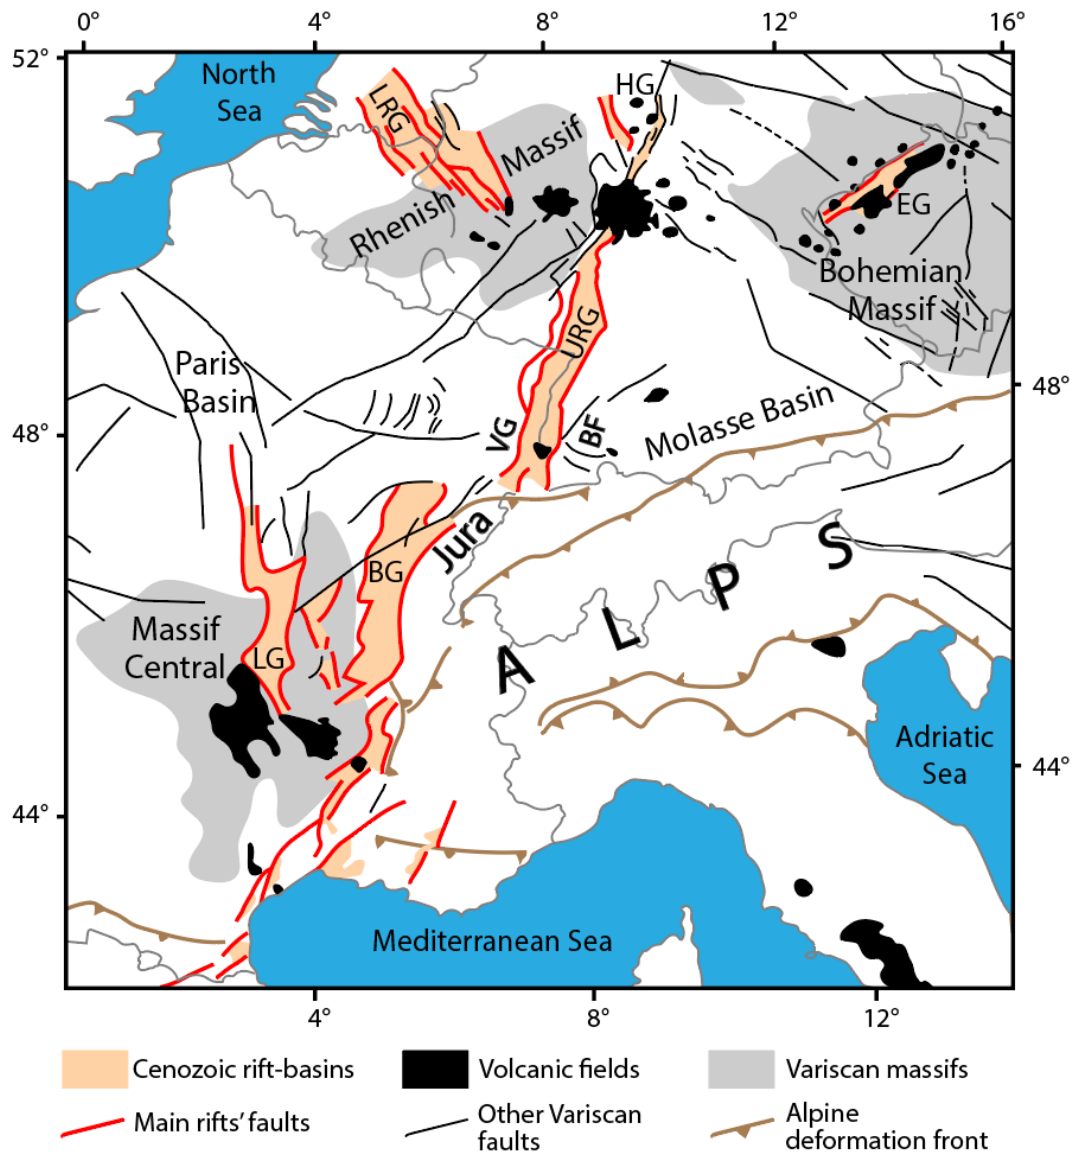 0° 4° 8° 12° 16°
52°
North
Sea
LRG
HG
Rhenish Massif
EG
Bohemian
Massif
URG
Paris
Basin
48°
48°
VG
BF
Molasse Basin
Jura
BG
ALPS
Massif
Central
LG
Adriatic
Sea
44°
44°
Mediterranean Sea
4° 8° 12°
Cenozoic rift-basins
Volcanic fields
Variscan massifs
Main rifts' faults
Other Variscan
faults
Alpine
deformation front